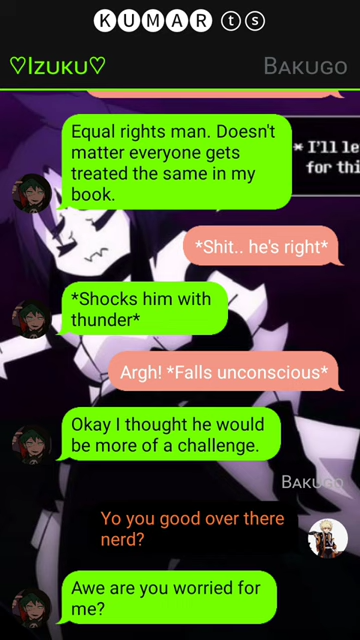 KUMAR ts
♡Izuku♡
Bakugo
Equal rights man. Doesn't
matter everyone gets
treated the same in my
book.
* I'll le
for thi
*Shit.. he's right*
*Shocks him with
thunder*
Argh! *Falls unconscious*
Okay I thought he would
be more of a challenge.
Bakugo
Yo you good over there
nerd?
Awe are you worried for
me?